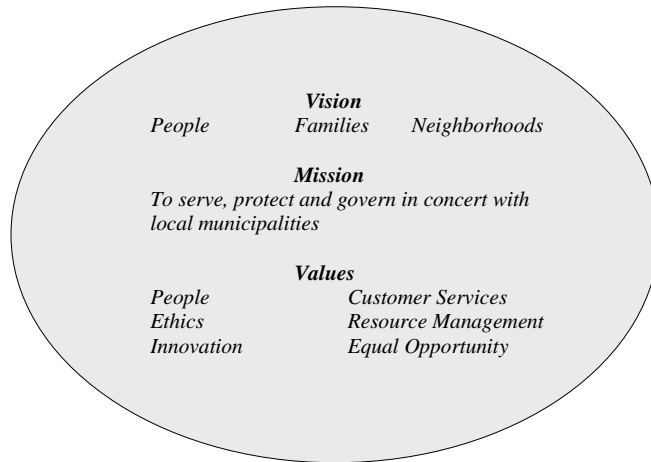 Vision
People Families Neighborhoods
Mission
To serve, protect and govern in concert with
local municipalities
Values
People Customer Services
Ethics Resource Management
Innovation Equal Opportunity